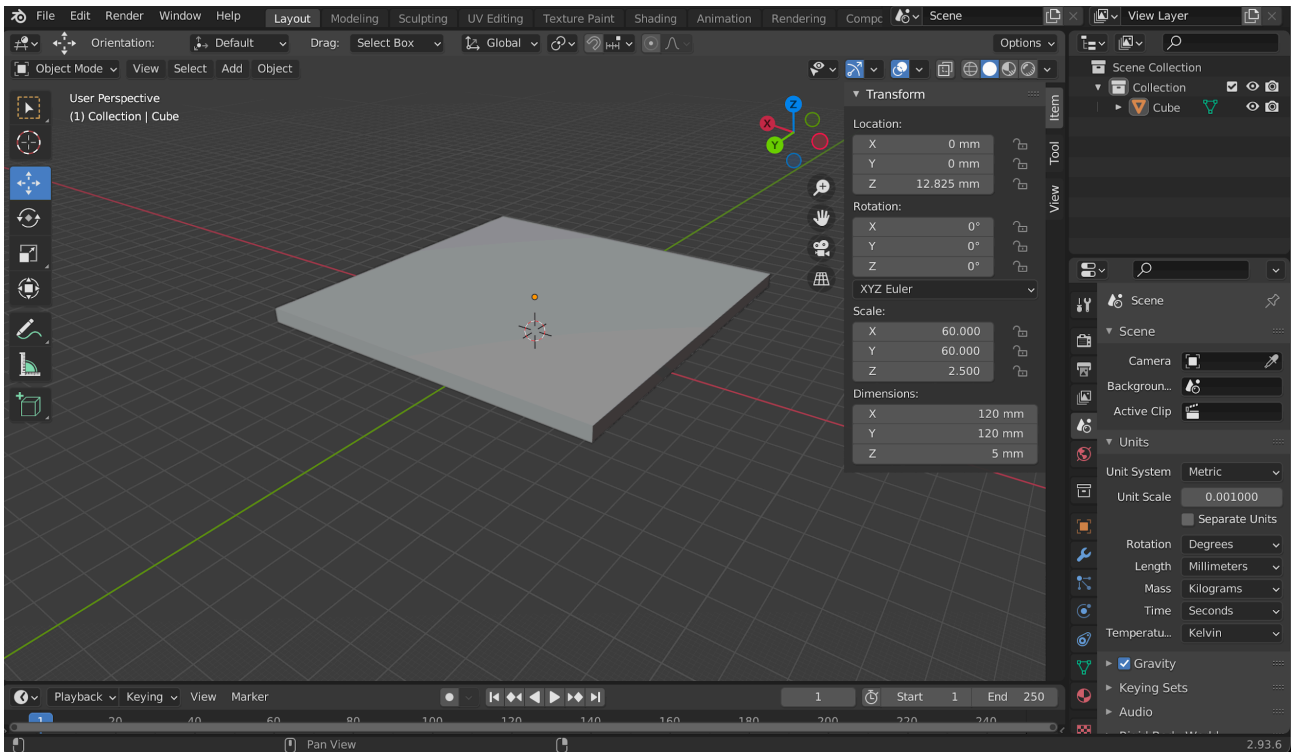 File Edit Render Window Help Layout Modeling Sculpting UV Editing Texture Paint Shading Animation Rendering Compc Scene View Layer
Orientation: Default Drag: Select Box Global Options
Object Mode View Select Add Object
User Perspective
(1) Collection | Cube
X
Y
Z
Transform
Location:
X 0 mm
Y 0 mm
Z 12.825 mm
Rotation:
X 0°
Y 0°
Z 0°
XYZ Euler
Scale:
X 60.000
Y 60.000
Z 2.500
Dimensions:
X 120 mm
Y 120 mm
Z 5 mm
Item
Tool
View
Scene Collection
Collection
Cube
Scene
Scene
Camera
Backgroun...
Active Clip
Units
Unit System Metric
Unit Scale 0.001000
Separate Units
Rotation Degrees
Length Millimeters
Mass Kilograms
Time Seconds
Temperatu... Kelvin
Gravity
Keying Sets
Audio
Playback Keying View Marker 1 Start 1 End 250
1 20 40 60 80 100 120 140 160 180 200 220 240
Pan View 2.93.6